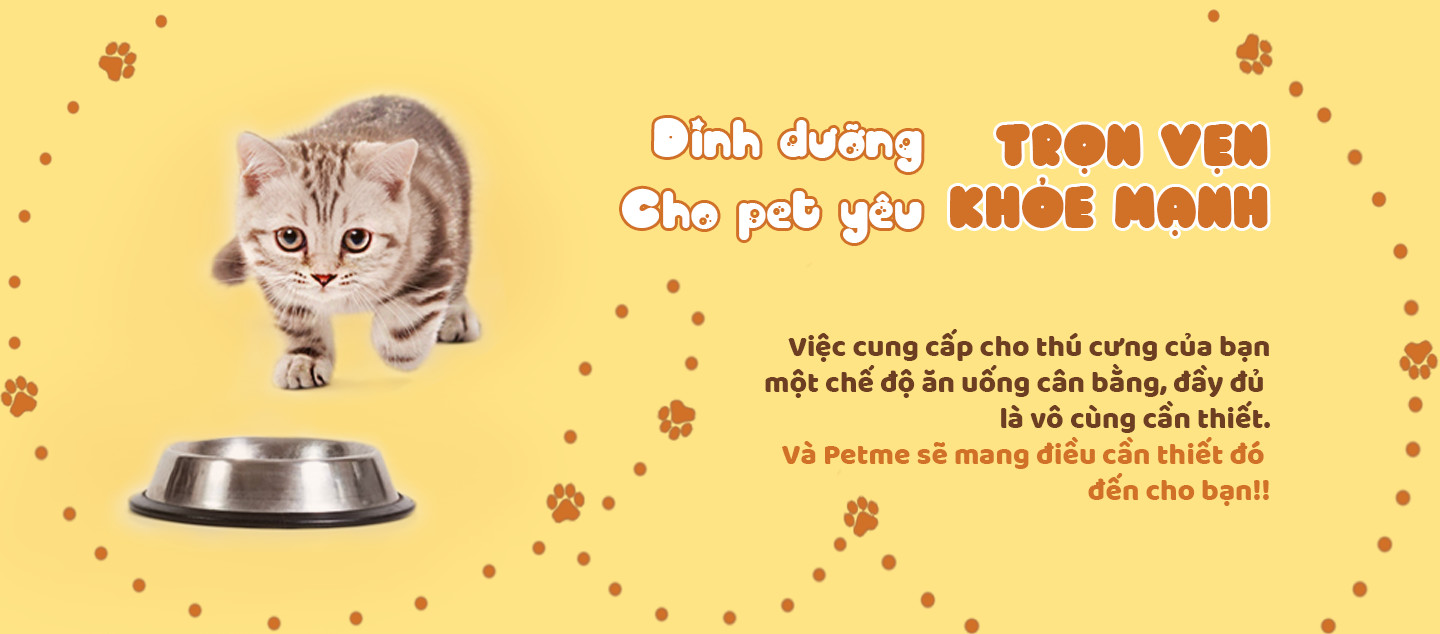 Dinh dưỡng TRỌN VẸN
Cho pet yêu KHỎE MẠNH
Việc cung cấp cho thú cưng của bạn
một chế độ ăn uống cân bằng, đầy đủ
là vô cùng cần thiết.
Và Petme sẽ mang điều cần thiết đó
đến cho bạn!!